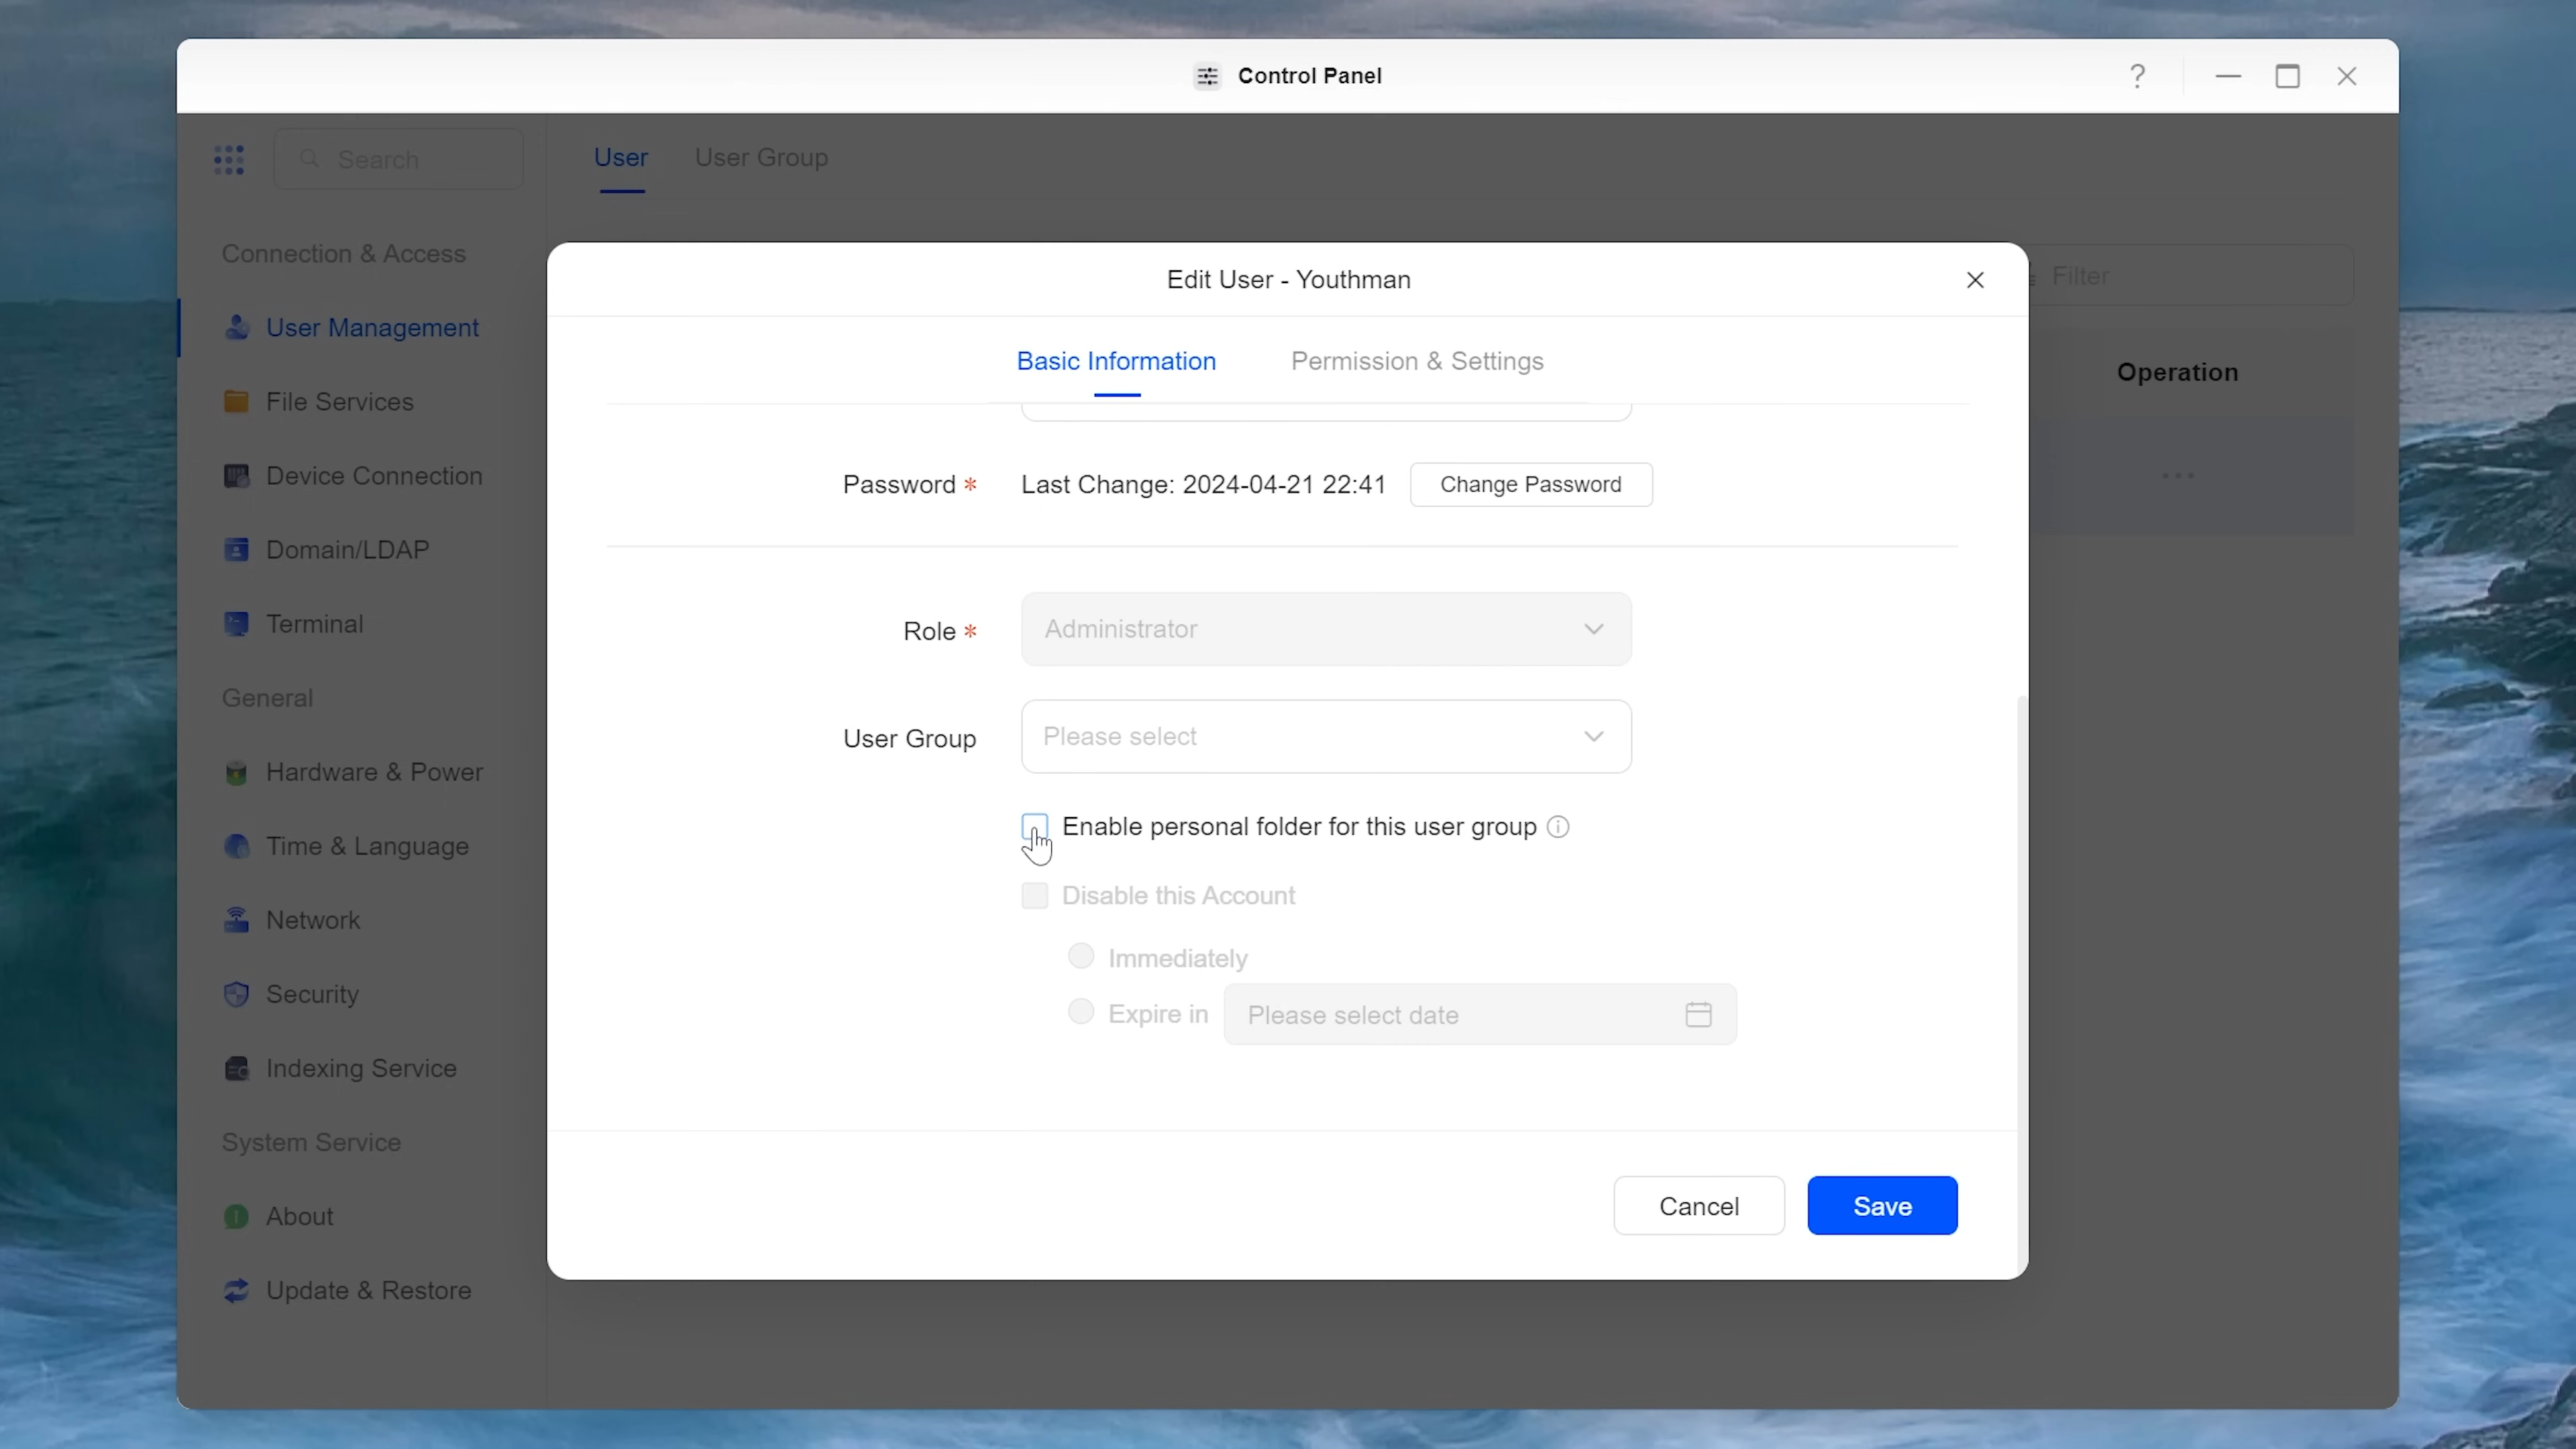 Control Panel
?
Search
User
User Group
Connection & Access
User Management
File Services
Device Connection
Domain/LDAP
Terminal
General
Hardware & Power
Time & Language
Network
Security
Indexing Service
System Service
About
Update & Restore
Filter
Operation
Edit User - Youthman
Basic Information
Permission & Settings
Password * Last Change: 2024-04-21 22:41 Change Password
Role * Administrator
User Group Please select
Enable personal folder for this user group
Disable this Account
Immediately
Expire in Please select date
Cancel
Save